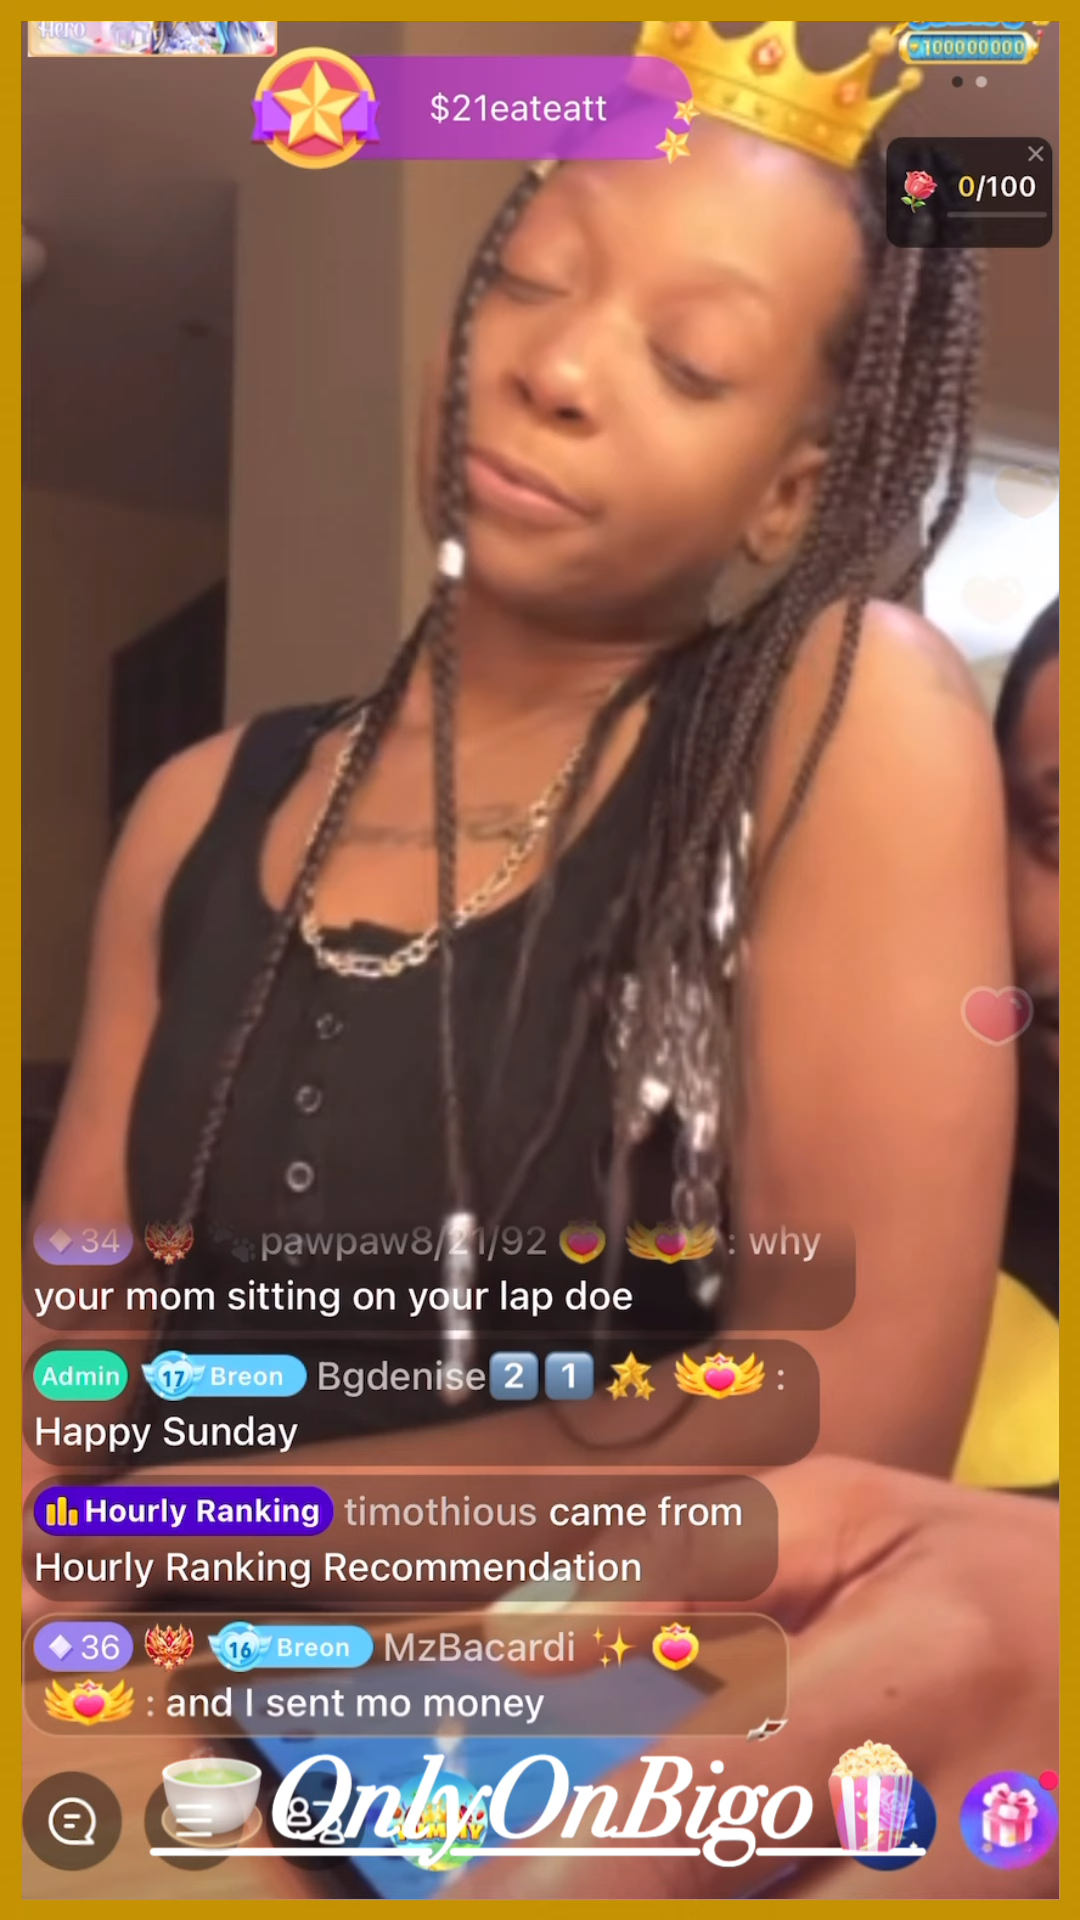 Hero
100000000
$21eateatt
0/100
34 pawpaw8/21/92 : why
your mom sitting on your lap doe
Admin 17 Breon Bgdenise 2 1 :
Happy Sunday
Hourly Ranking timothious came from
Hourly Ranking Recommendation
36 16 Breon MzBacardi
: and I sent mo money
OnlyOnBigo